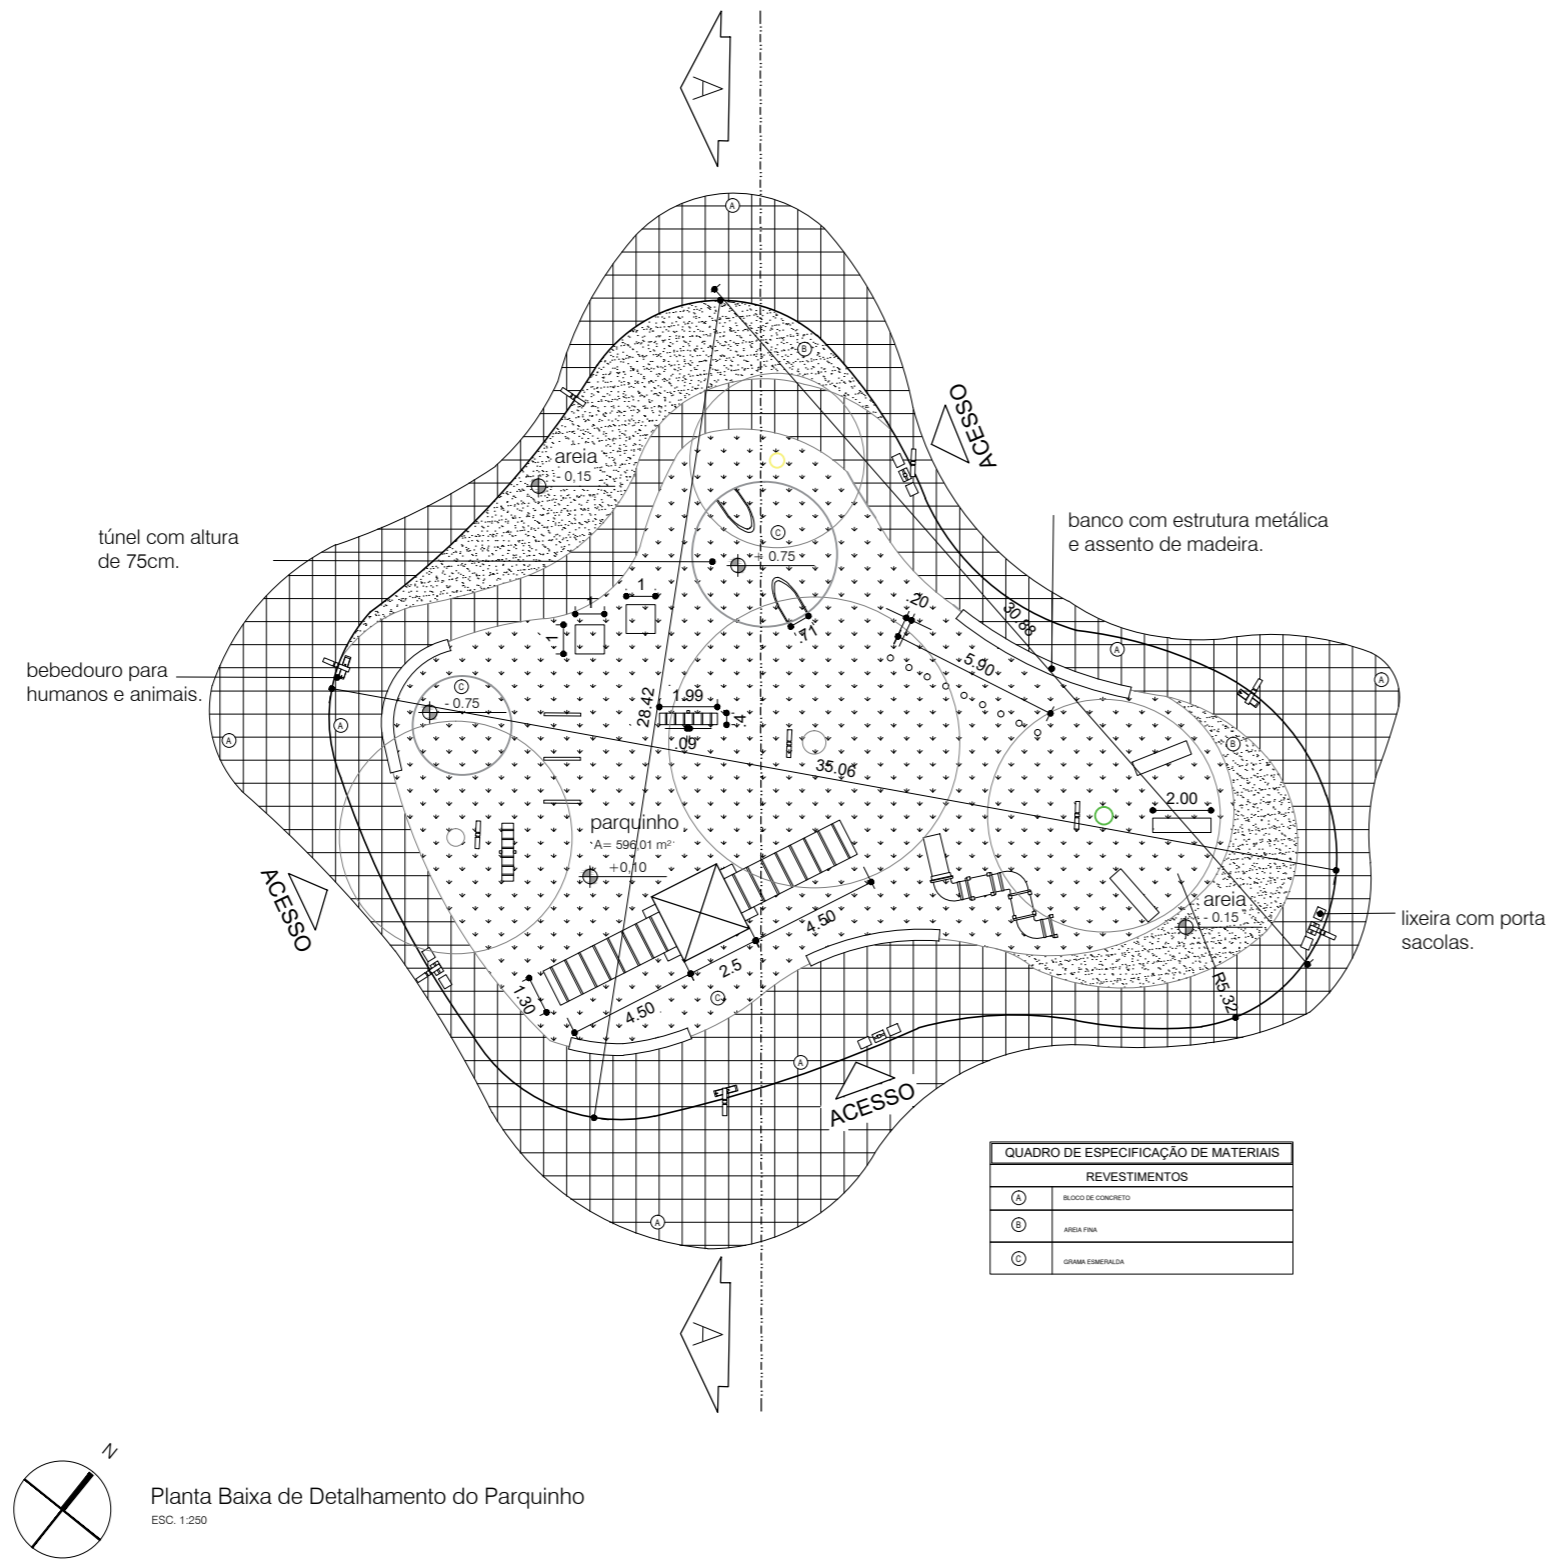 A
A
ACESSO
B
areia
- 0,15
túnel com altura
de 75cm.
banco com estrutura metálica
e assento de madeira.
C
+ 0.75
1
1
1
.20
.71
30.88
5.90
A
bebedouro para
humanos e animais.
C
- 0.75
28.42
1.99
.4
.09
A
A
A
B
35.06
2.00
parquinho
A= 596,01 m²
+0,10
ACESSO
areia
- 0.15
lixeira com porta
sacolas.
4.50
2.5
4.50
1.30
C
R5.32
A
ACESSO
A
QUADRO DE ESPECIFICAÇÃO DE MATERIAIS
REVESTIMENTOS
A BLOCO DE CONCRETO
B AREIA FINA
C GRAMA ESMERALDA
A
N
Planta Baixa de Detalhamento do Parquinho
ESC. 1:250